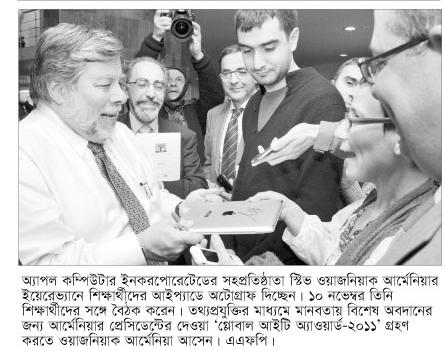 অ্যাপল কম্পিউটার ইনকরপোরেটেডের সহপ্রতিষ্ঠাতা স্টিভ ওয়াজনিয়াক আর্মেনিয়ার
ইয়েরেভ্যানে শিক্ষার্থীদের আইপ্যাডে অটোগ্রাফ দিচ্ছেন। ১০ নভেম্বর তিনি
শিক্ষার্থীদের সঙ্গে বৈঠক করেন। তথ্যপ্রযুক্তির মাধ্যমে মানবতায় বিশেষ অবদানের
জন্য আর্মেনিয়ার প্রেসিডেন্টের দেওয়া ‘গ্লোবাল আইটি অ্যাওয়ার্ড-২০১১’ গ্রহণ
করতে ওয়াজনিয়াক আর্মেনিয়া আসেন। এএফপি।